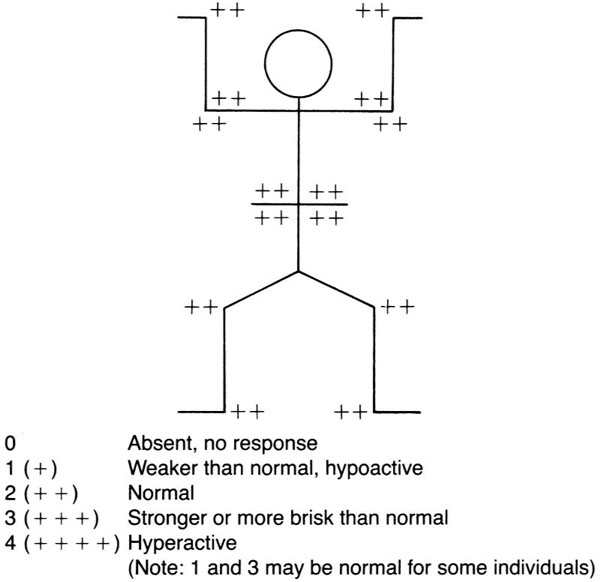 ++ ++
++ ++
++ ++
++ ++
++ ++
++ ++
++ ++
0 Absent, no response
1 (+) Weaker than normal, hypoactive
2 (++) Normal
3 (+++) Stronger or more brisk than normal
4 (++++) Hyperactive
(Note: 1 and 3 may be normal for some individuals)